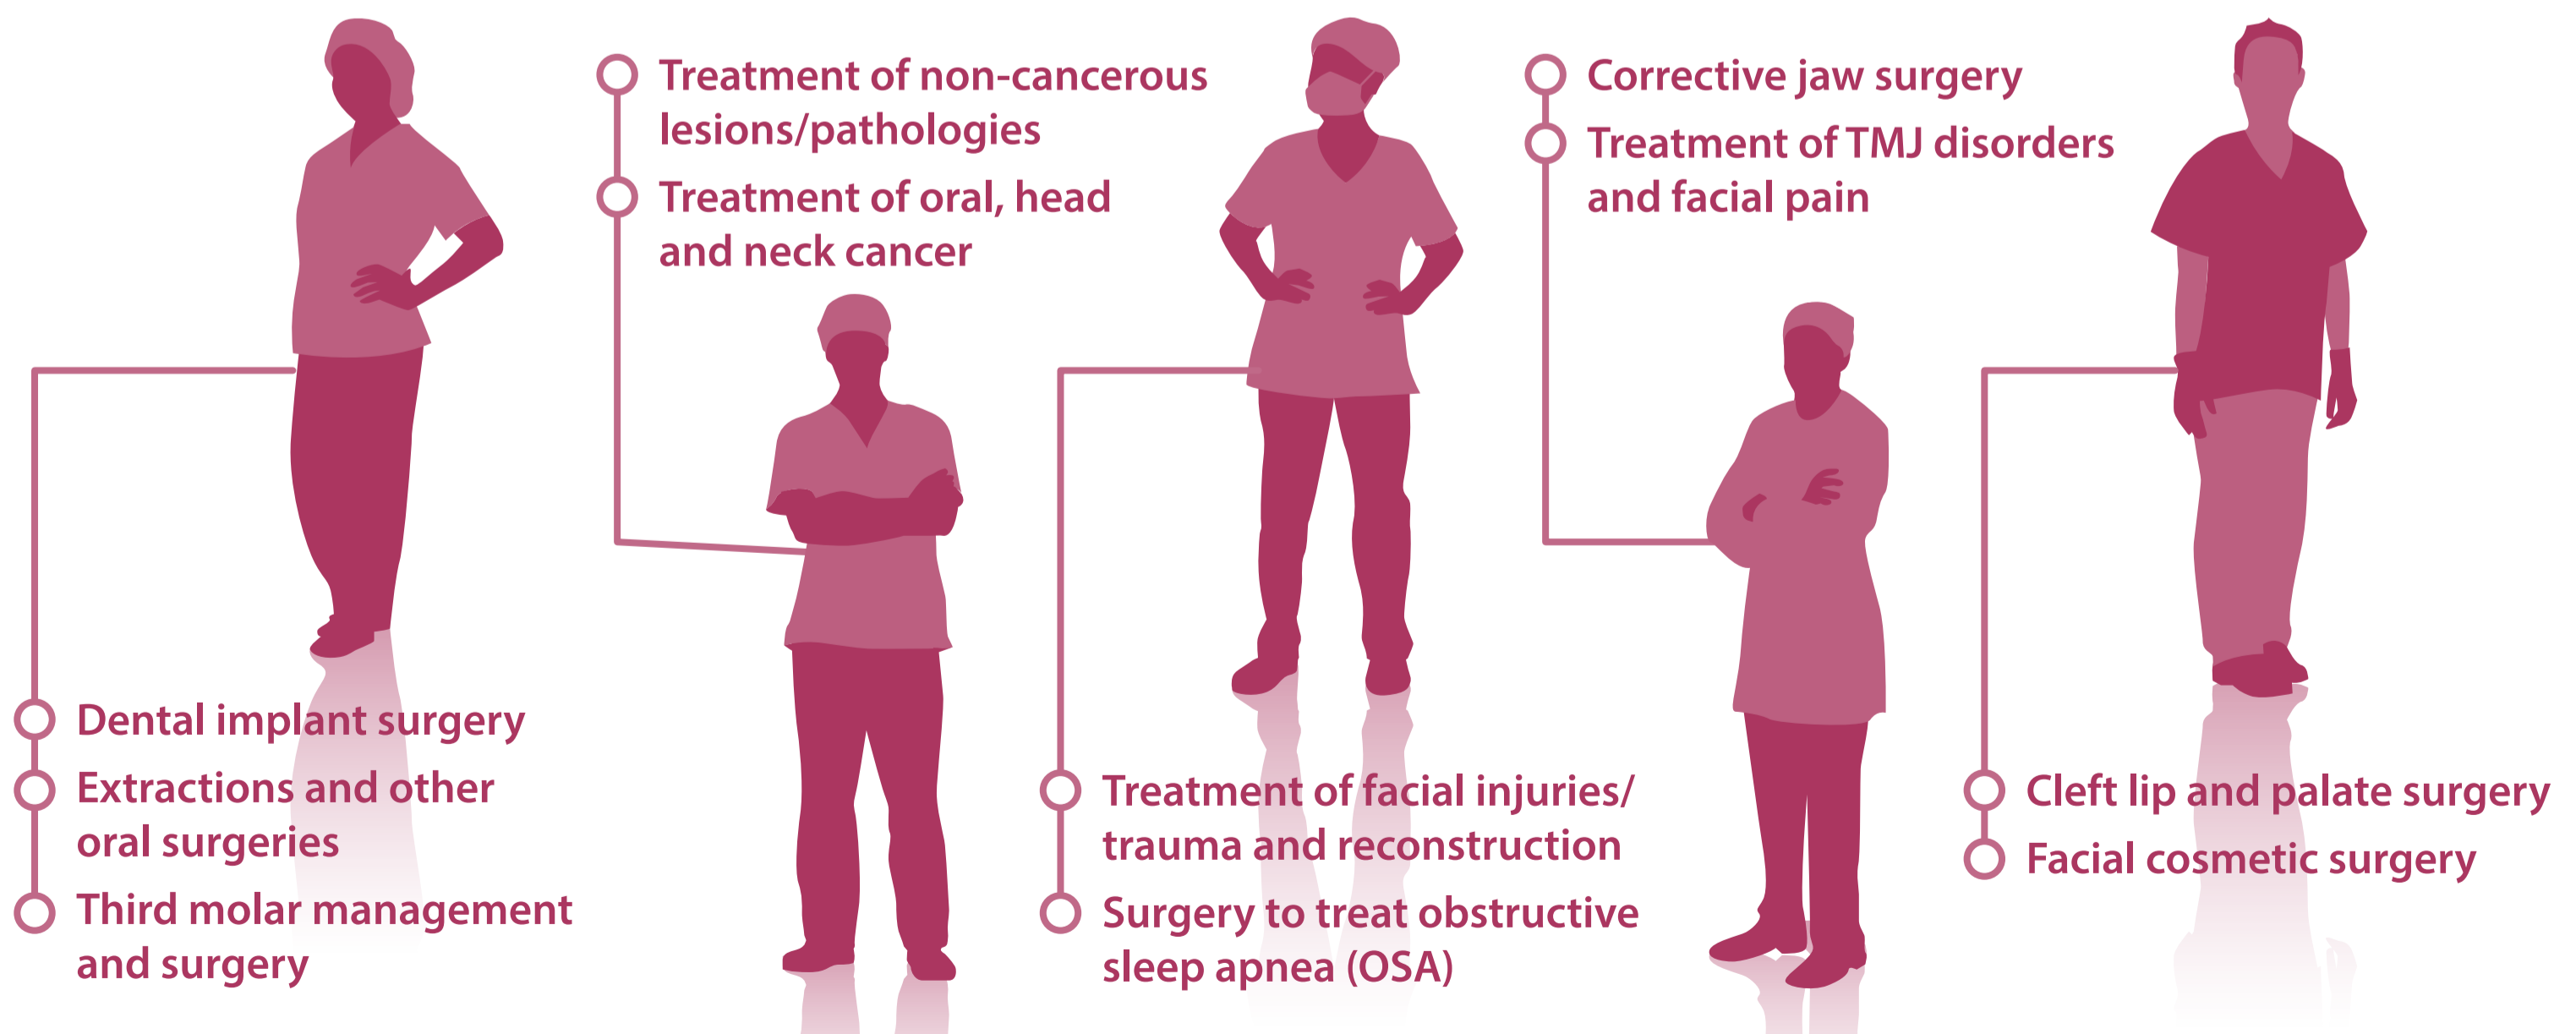 Dental implant surgery
Extractions and other
oral surgeries
Third molar management
and surgery
Treatment of non-cancerous
lesions/pathologies
Treatment of oral, head
and neck cancer
Treatment of facial injuries/
trauma and reconstruction
Surgery to treat obstructive
sleep apnea (OSA)
Corrective jaw surgery
Treatment of TMJ disorders
and facial pain
Cleft lip and palate surgery
Facial cosmetic surgery